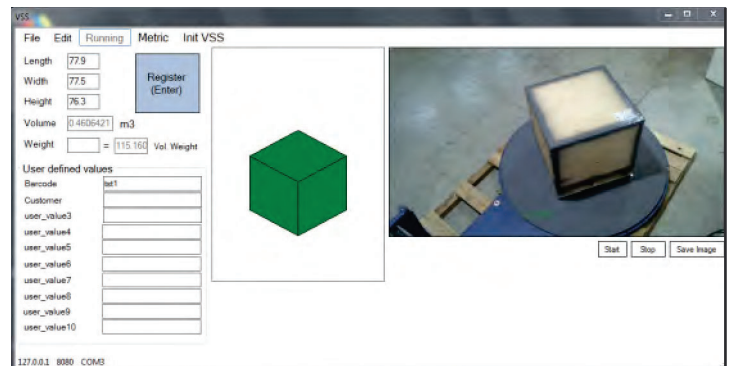 VSS
File Edit Running Metric Init VSS
Length 77.9
Width 77.5
Height 76.3
Register
(Enter)
Volume 0.4606421 m3
Weight = 115.160 Vol. Weight
User defined values
Barcode txt1
Customer
user_value3
user_value4
user_value5
user_value6
user_value7
user_value8
user_value9
user_value10
Start Stop Save Image
127.0.0.1 8080 COM3